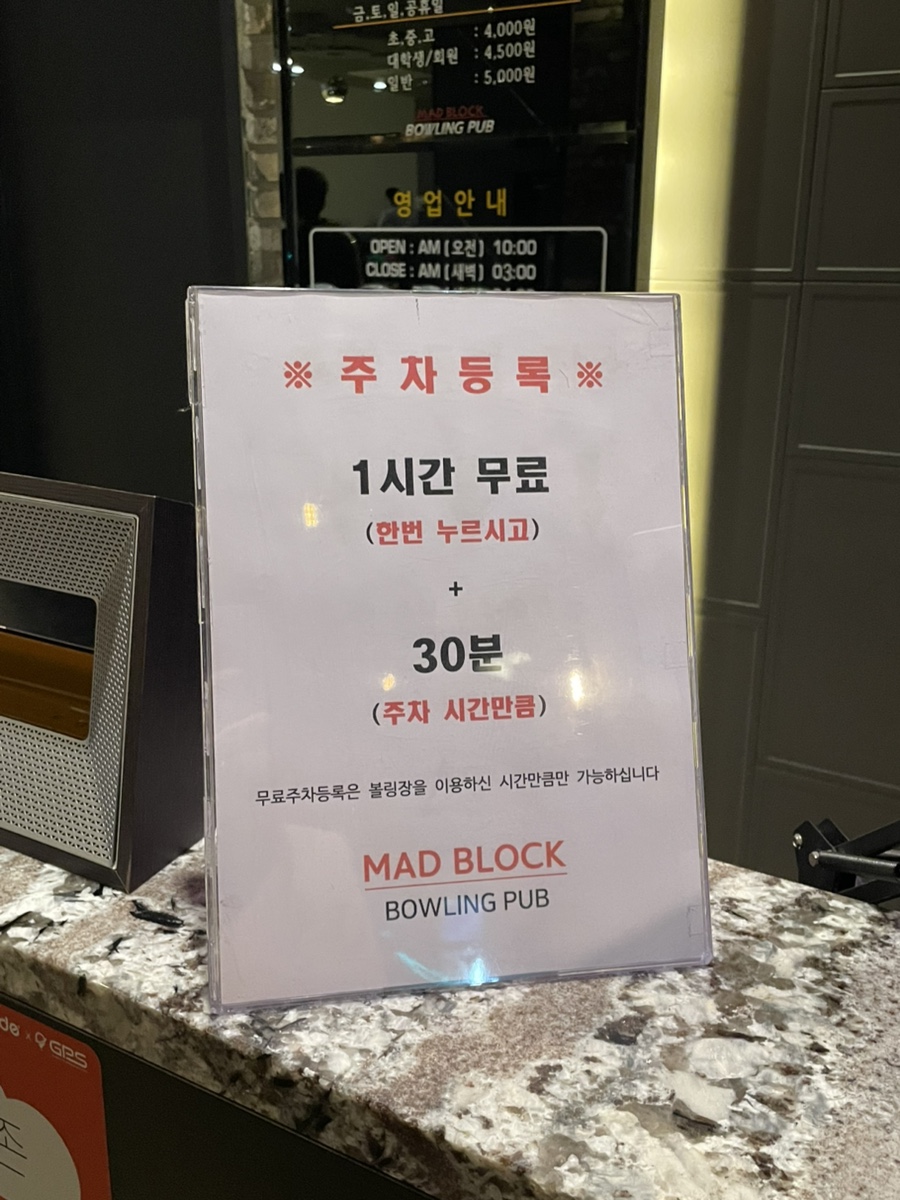 금.토.일.공휴일
초.중.고 : 4,000원
대학생/회원 : 4,500원
일반 : 5,000원
MAD BLOCK
BOWLING PUB
영업안내
OPEN : AM (오전) 10:00
CLOSE : AM (새벽) 03:00
※ 주차등록 ※
1시간 무료
(한번 누르시고)
+
30분
(주차 시간만큼)
무료주차등록은 볼링장을 이용하신 시간만큼만 가능하십니다
MAD BLOCK
BOWLING PUB
GPS